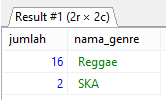 Result #1 (2r × 2c)
jumlah nama_genre
16 Reggae
2 SKA